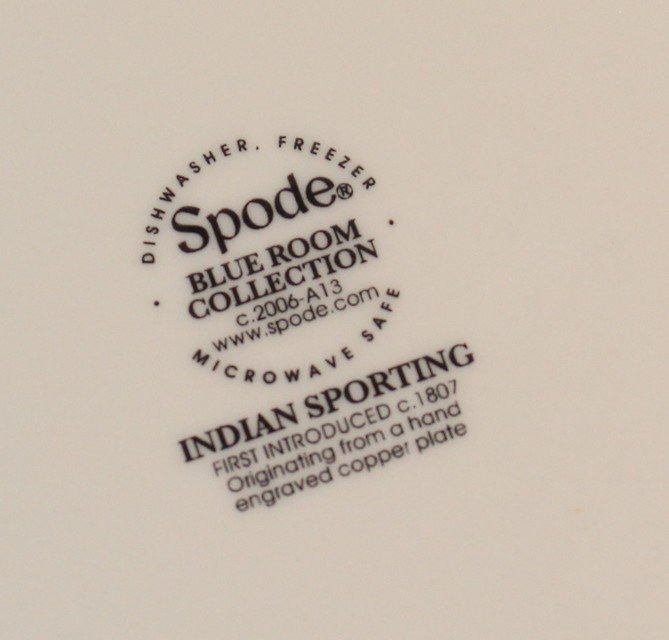 DISHWASHER. FREEZER
Spode®
BLUE ROOM
COLLECTION
c.2006-A13
www.spode.com
MICROWAVE SAFE
INDIAN SPORTING
FIRST INTRODUCED c.1807
Originating from a hand
engraved copper plate